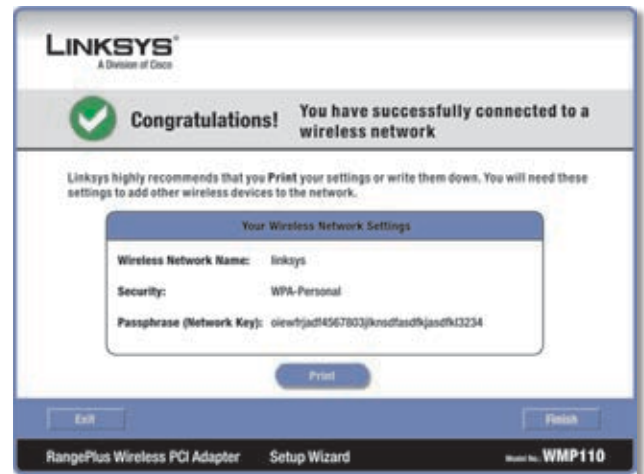 LINKSYS®
A Division of Cisco
Congratulations!
You have successfully connected to a
wireless network
Linksys highly recommends that you Print your settings or write them down. You will need these
settings to add other wireless devices to the network.
Your Wireless Network Settings
Wireless Network Name: linksys
Security: WPA-Personal
Passphrase (Network Key):
Print
Exit
Finish
RangePlus Wireless PCI Adapter Setup Wizard Model No. WMP110